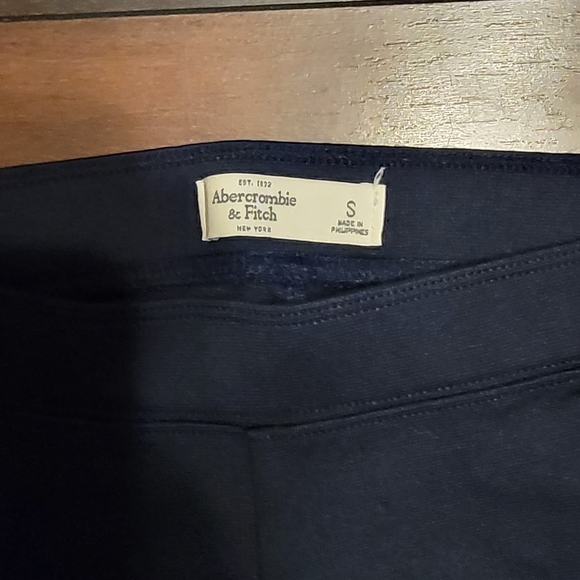 EST. 1892
Abercrombie
& Fitch
NEW YORK
S
MADE IN
PHILIPPINES